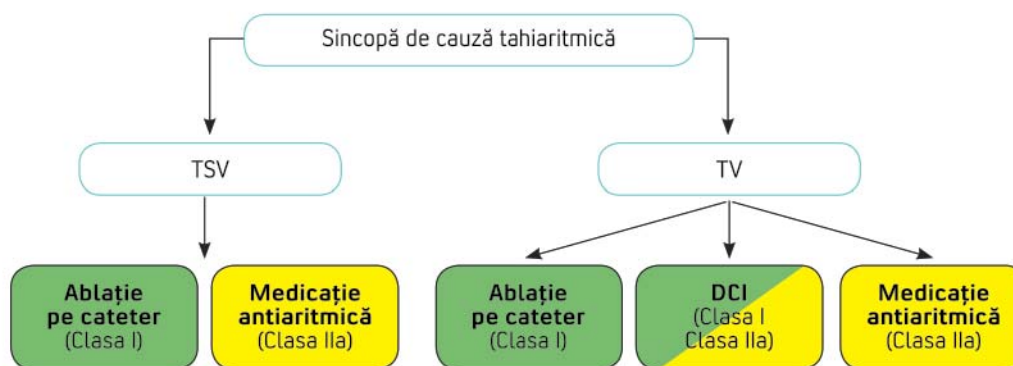 Sincopă de cauză tahiaritmică
TSV
TV
Ablație
pe cateter
(Clasa I)
Medicație
antiaritmică
(Clasa IIa)
Ablație
pe cateter
(Clasa I)
DCI
(Clasa I
Clasa IIa)
Medicație
antiaritmică
(Clasa IIa)